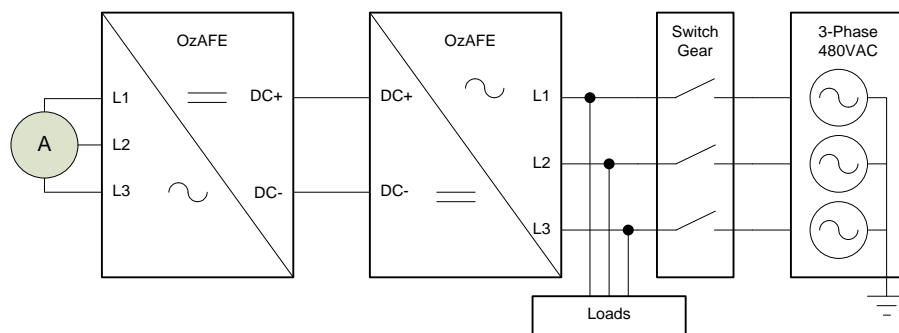 OzAFE
OzAFE
Switch
Gear
3-Phase
480VAC
L1
DC+
DC+
L1
A
L2
L2
L3
DC-
DC-
L3
Loads